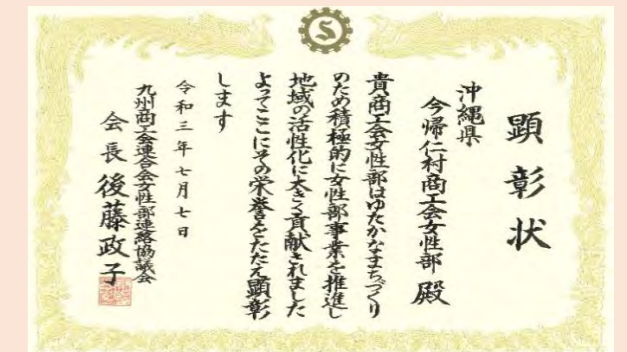 顕彰状
沖縄県
今帰仁村商工会女性部 殿
貴商工会女性部はゆたかなまちづくり
のため積極的に女性部事業を推進し
地域の活性化に大きく貢献されました
よってここにその栄誉をたたえ顕彰
します
令和三年七月七日
九州商工会連合会女性部連絡協議会
会長 後藤政子